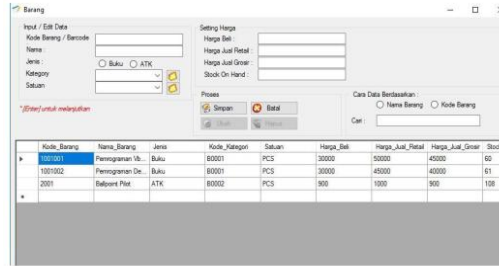 Barang
Input / Edit Data
Kode Barang / Barcode
Nama :
Jenis :
Buku
ATK
Kategory
Satuan
*[Enter] untuk melanjutkan
Setting Harga
Harga Beli :
Harga Jual Retail :
Harga Jual Grosir :
Stock On Hand :
Proses
Simpan
Batal
Cara Data Berdasarkan :
Nama Barang
Kode Barang
Cari :
Kode_Barang Nama_Barang Jenis Kode_Kategori Satuan Harga_Beli Harga_Jual_Retail Harga_Jual_Grosir Stoc
1001001 Pemrograman Vb... Buku B0001 PCS 30000 50000 45000 60
1001002 Pemrograman De... Buku B0001 PCS 30000 45000 40000 61
2001 Ballpoint Pilot ATK B0002 PCS 900 1000 900 108